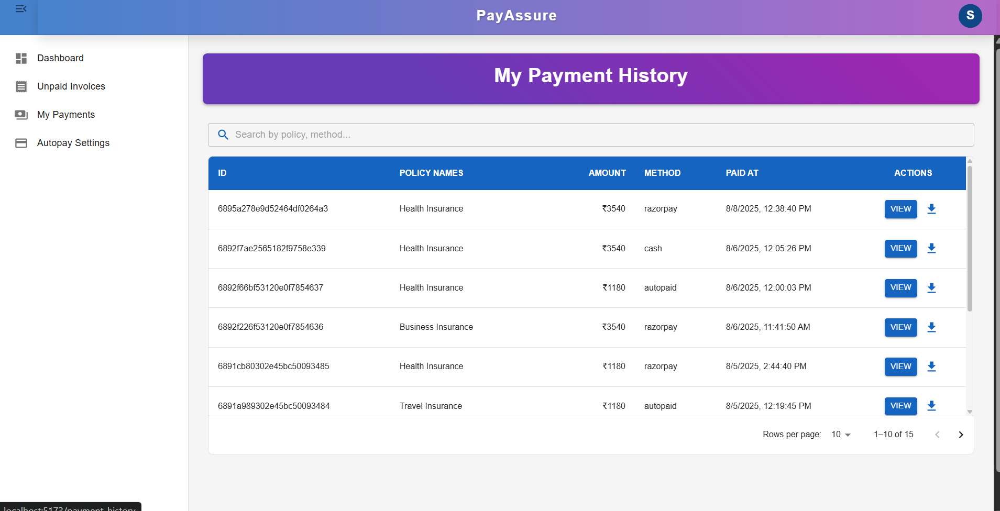 PayAssure
S
Dashboard
Unpaid Invoices
My Payments
Autopay Settings
My Payment History
Search by policy, method...
ID POLICY NAMES AMOUNT METHOD PAID AT ACTIONS
6895a278e9d52464df0264a3 Health Insurance ₹3540 razorpay 8/8/2025, 12:38:40 PM VIEW
6892f7ae2565182f9758e339 Health Insurance ₹3540 cash 8/6/2025, 12:05:26 PM VIEW
6892f66bf53120e0f7854637 Health Insurance ₹1180 autopaid 8/6/2025, 12:00:03 PM VIEW
6892f226f53120e0f7854636 Business Insurance ₹3540 razorpay 8/6/2025, 11:41:50 AM VIEW
6891cb80302e45bc50093485 Health Insurance ₹1180 razorpay 8/5/2025, 2:44:40 PM VIEW
6891a989302e45bc50093484 Travel Insurance ₹1180 autopaid 8/5/2025, 12:19:45 PM VIEW
Rows per page: 10 1–10 of 15
localhost:5173/payment-history